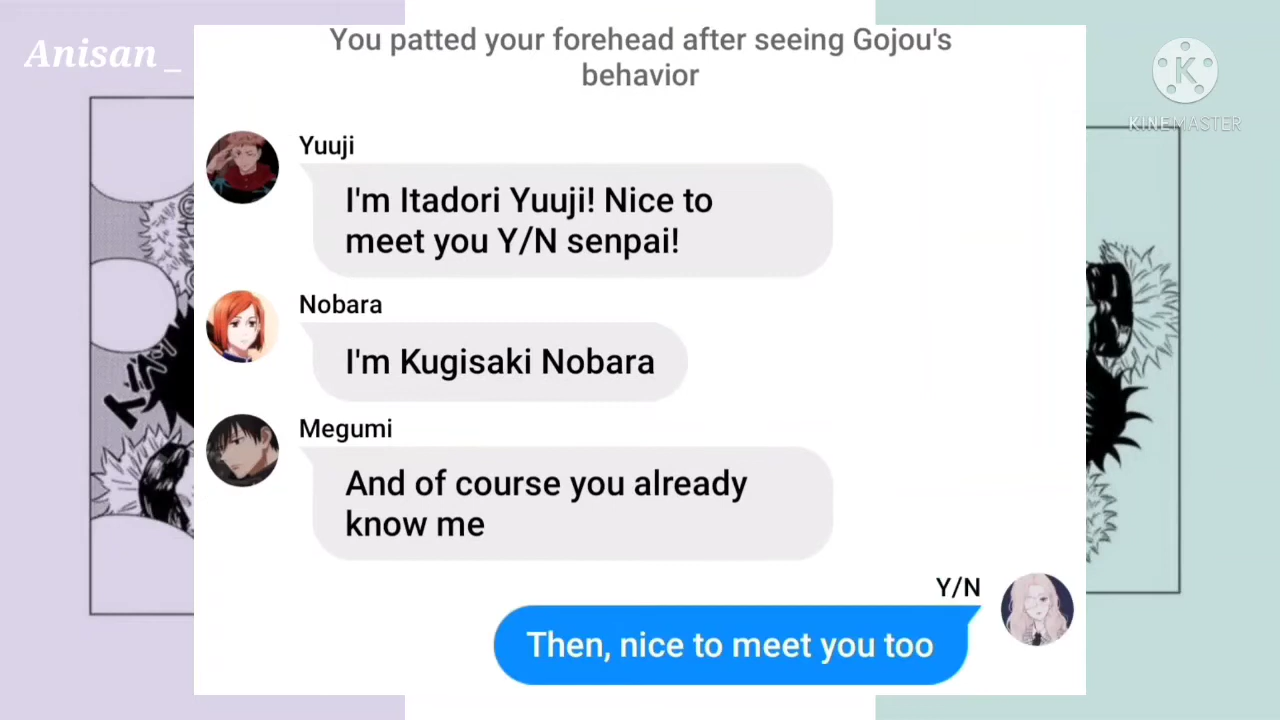 Anisan _
You patted your forehead after seeing Gojou's
behavior
KINEMASTER
Yuuji
I'm Itadori Yuuji! Nice to
meet you Y/N senpai!
Nobara
I'm Kugisaki Nobara
Megumi
And of course you already
know me
Y/N
Then, nice to meet you too